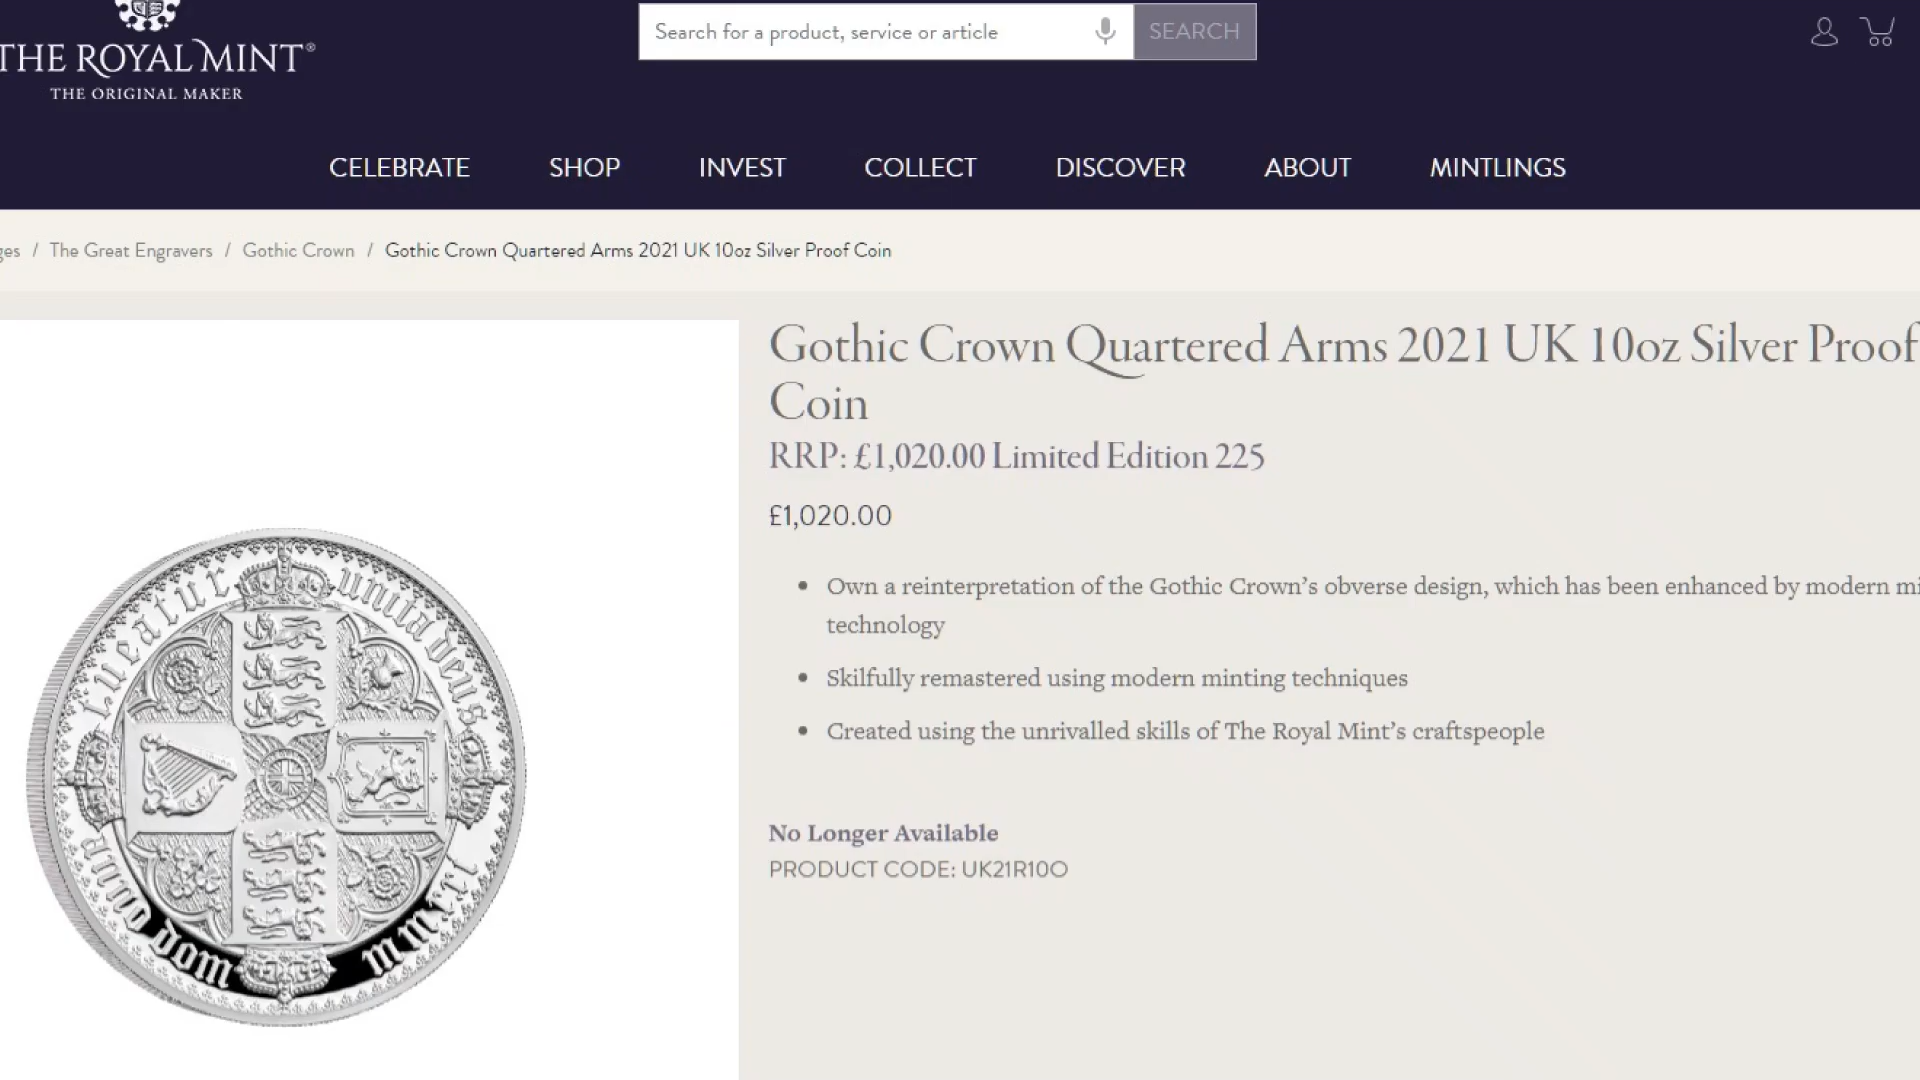 THE ROYAL MINT®
THE ORIGINAL MAKER
Search for a product, service or article
SEARCH
CELEBRATE SHOP INVEST COLLECT DISCOVER ABOUT MINTLINGS
ges / The Great Engravers / Gothic Crown / Gothic Crown Quartered Arms 2021 UK 10oz Silver Proof Coin
Gothic Crown Quartered Arms 2021 UK 10oz Silver Proof
Coin
RRP: £1,020.00 Limited Edition 225
£1,020.00
• Own a reinterpretation of the Gothic Crown’s obverse design, which has been enhanced by modern mi
technology
• Skilfully remastered using modern minting techniques
• Created using the unrivalled skills of The Royal Mint’s craftspeople
No Longer Available
PRODUCT CODE: UK21R10O
tueatur unita deus
anno dom